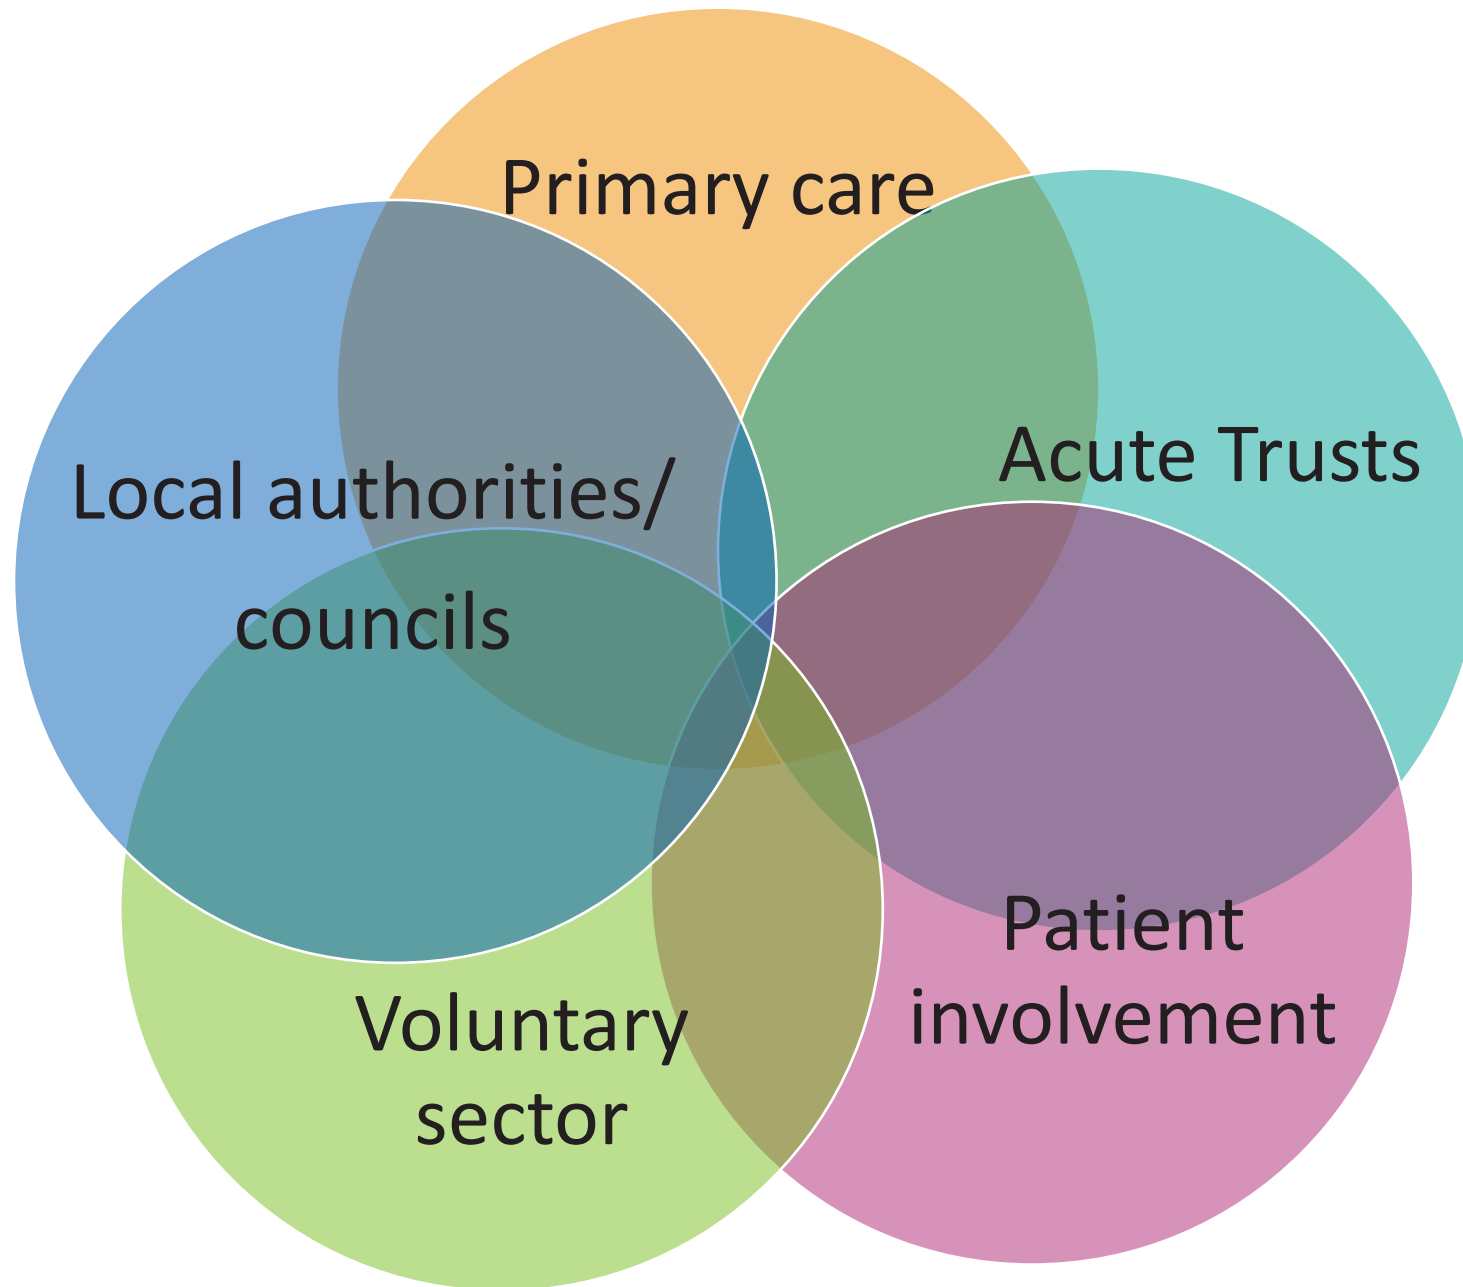 Primary care
Acute Trusts
Local authorities/
councils
Patient
involvement
Voluntary
sector